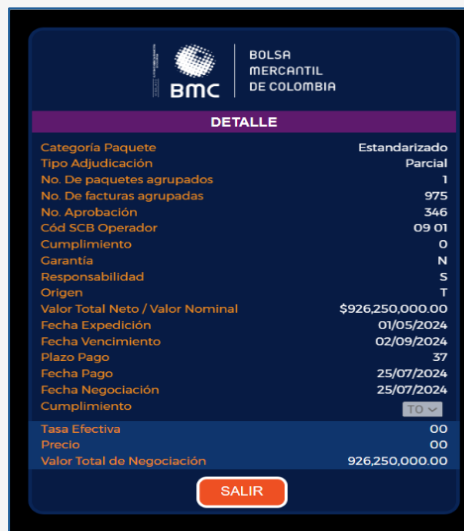 BMC
BOLSA
MERCANTIL
DE COLOMBIA
DETALLE
Categoría Paquete Estandarizado
Tipo Adjudicación Parcial
No. De paquetes agrupados 1
No. De facturas agrupadas 975
No. Aprobación 346
Cód SCB Operador 09 01
Cumplimiento 0
Garantía N
Responsabilidad S
Origen T
Valor Total Neto / Valor Nominal $926,250,000.00
Fecha Expedición 01/05/2024
Fecha Vencimiento 02/09/2024
Plazo Pago 37
Fecha Pago 25/07/2024
Fecha Negociación 25/07/2024
Cumplimiento TO
Tasa Efectiva 00
Precio 00
Valor Total de Negociación 926,250,000.00
SALIR